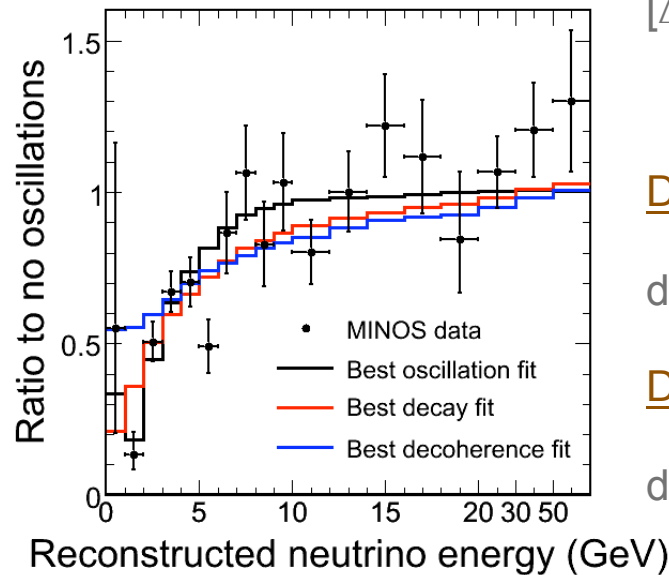 [
1.5
1
0.5
0
0 5 10 15 20 30 50
Ratio to no oscillations
MINOS data
Best oscillation fit
Best decay fit
Best decoherence fit
Reconstructed neutrino energy (GeV)
D
d
D
d